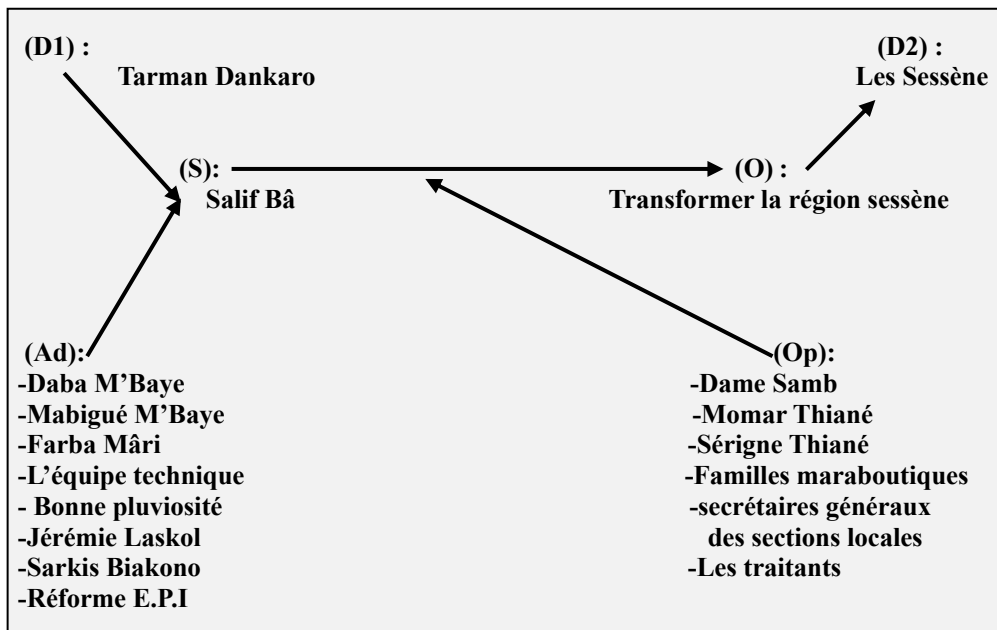 (D1) :
Tarman Dankaro
(D2) :
Les Sessène
(S):
Salif Bâ
(O) :
Transformer la région sessène
(Ad):
-Daba M’Baye
-Mabigué M’Baye
-Farba Mâri
-L’équipe technique
- Bonne pluviosité
-Jérémie Laskol
-Sarkis Biakono
-Réforme E.P.I
(Op):
-Dame Samb
-Momar Thiané
-Sérigne Thiané
-Familles maraboutiques
-secrétaires généraux
des sections locales
-Les traitants